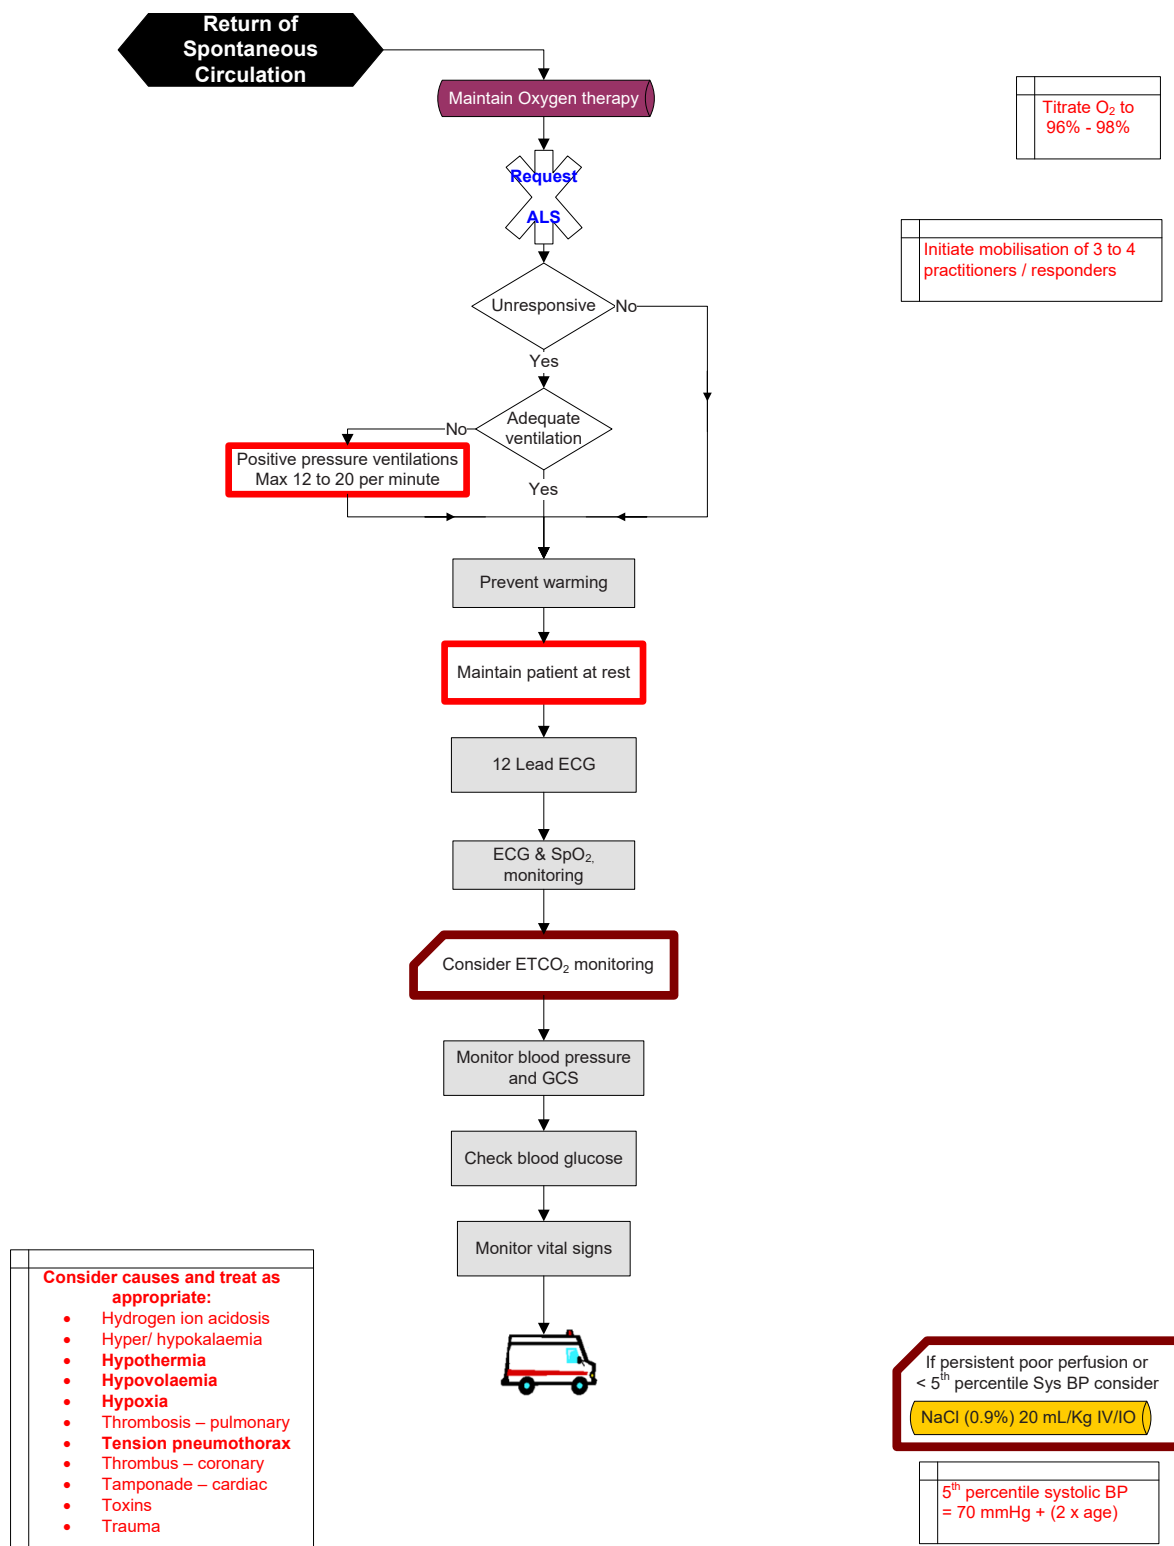 Return of
Spontaneous
Circulation
Maintain Oxygen therapy
Titrate O₂ to
96% - 98%
Request
ALS
Initiate mobilisation of 3 to 4
practitioners / responders
Unresponsive
No
Yes
Adequate
ventilation
No
Positive pressure ventilations
Max 12 to 20 per minute
Yes
Prevent warming
Maintain patient at rest
12 Lead ECG
ECG & SpO₂,
monitoring
Consider ETCO₂ monitoring
Monitor blood pressure
and GCS
Check blood glucose
Monitor vital signs
Consider causes and treat as
appropriate:
• Hydrogen ion acidosis
• Hyper/ hypokalaemia
• Hypothermia
• Hypovolaemia
• Hypoxia
• Thrombosis – pulmonary
• Tension pneumothorax
• Thrombus – coronary
• Tamponade – cardiac
• Toxins
• Trauma
If persistent poor perfusion or
< 5th percentile Sys BP consider
NaCl (0.9%) 20 mL/Kg IV/IO
5th percentile systolic BP
= 70 mmHg + (2 x age)